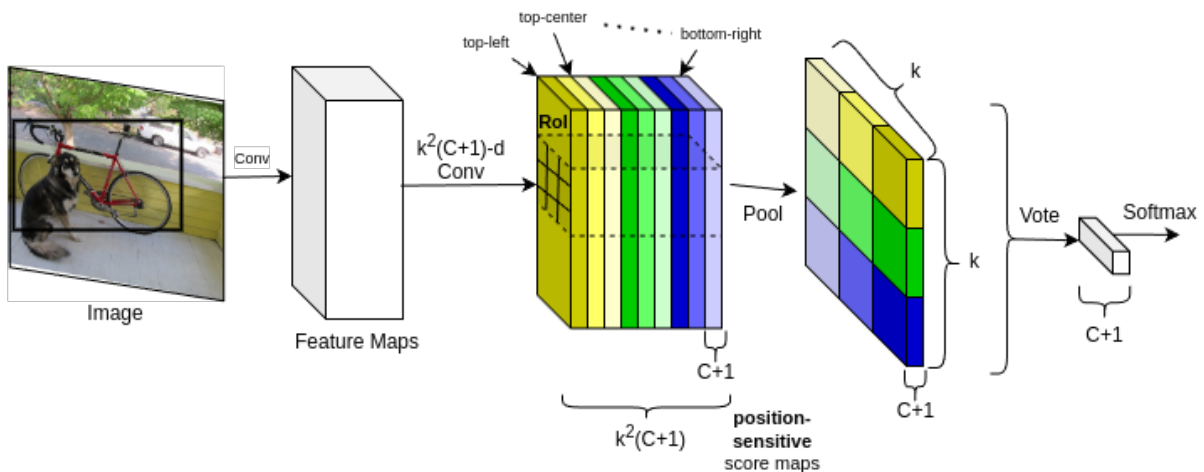 top-center
top-left
bottom-right
k
RoI
Conv
k²(C+1)-d
Conv
Pool
k
Vote
Softmax
Image
Feature Maps
C+1
C+1
C+1
k²(C+1)
position-
sensitive
score maps